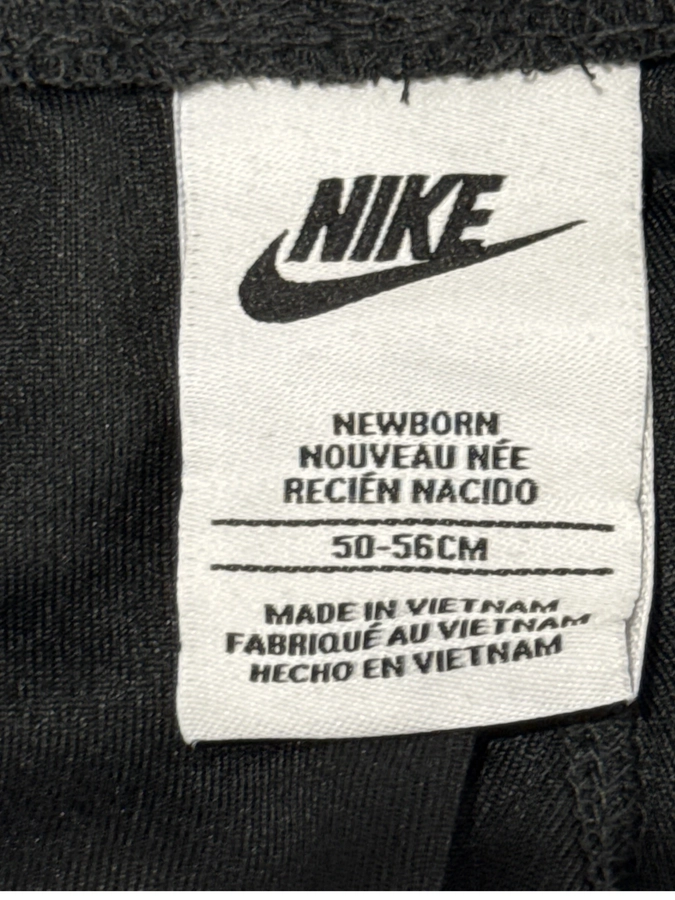 NIKE
NEWBORN
NOUVEAU NÉE
RECIÉN NACIDO
50-56CM
MADE IN VIETNAM
FABRIQUÉ AU VIETNAM
HECHO EN VIETNAM